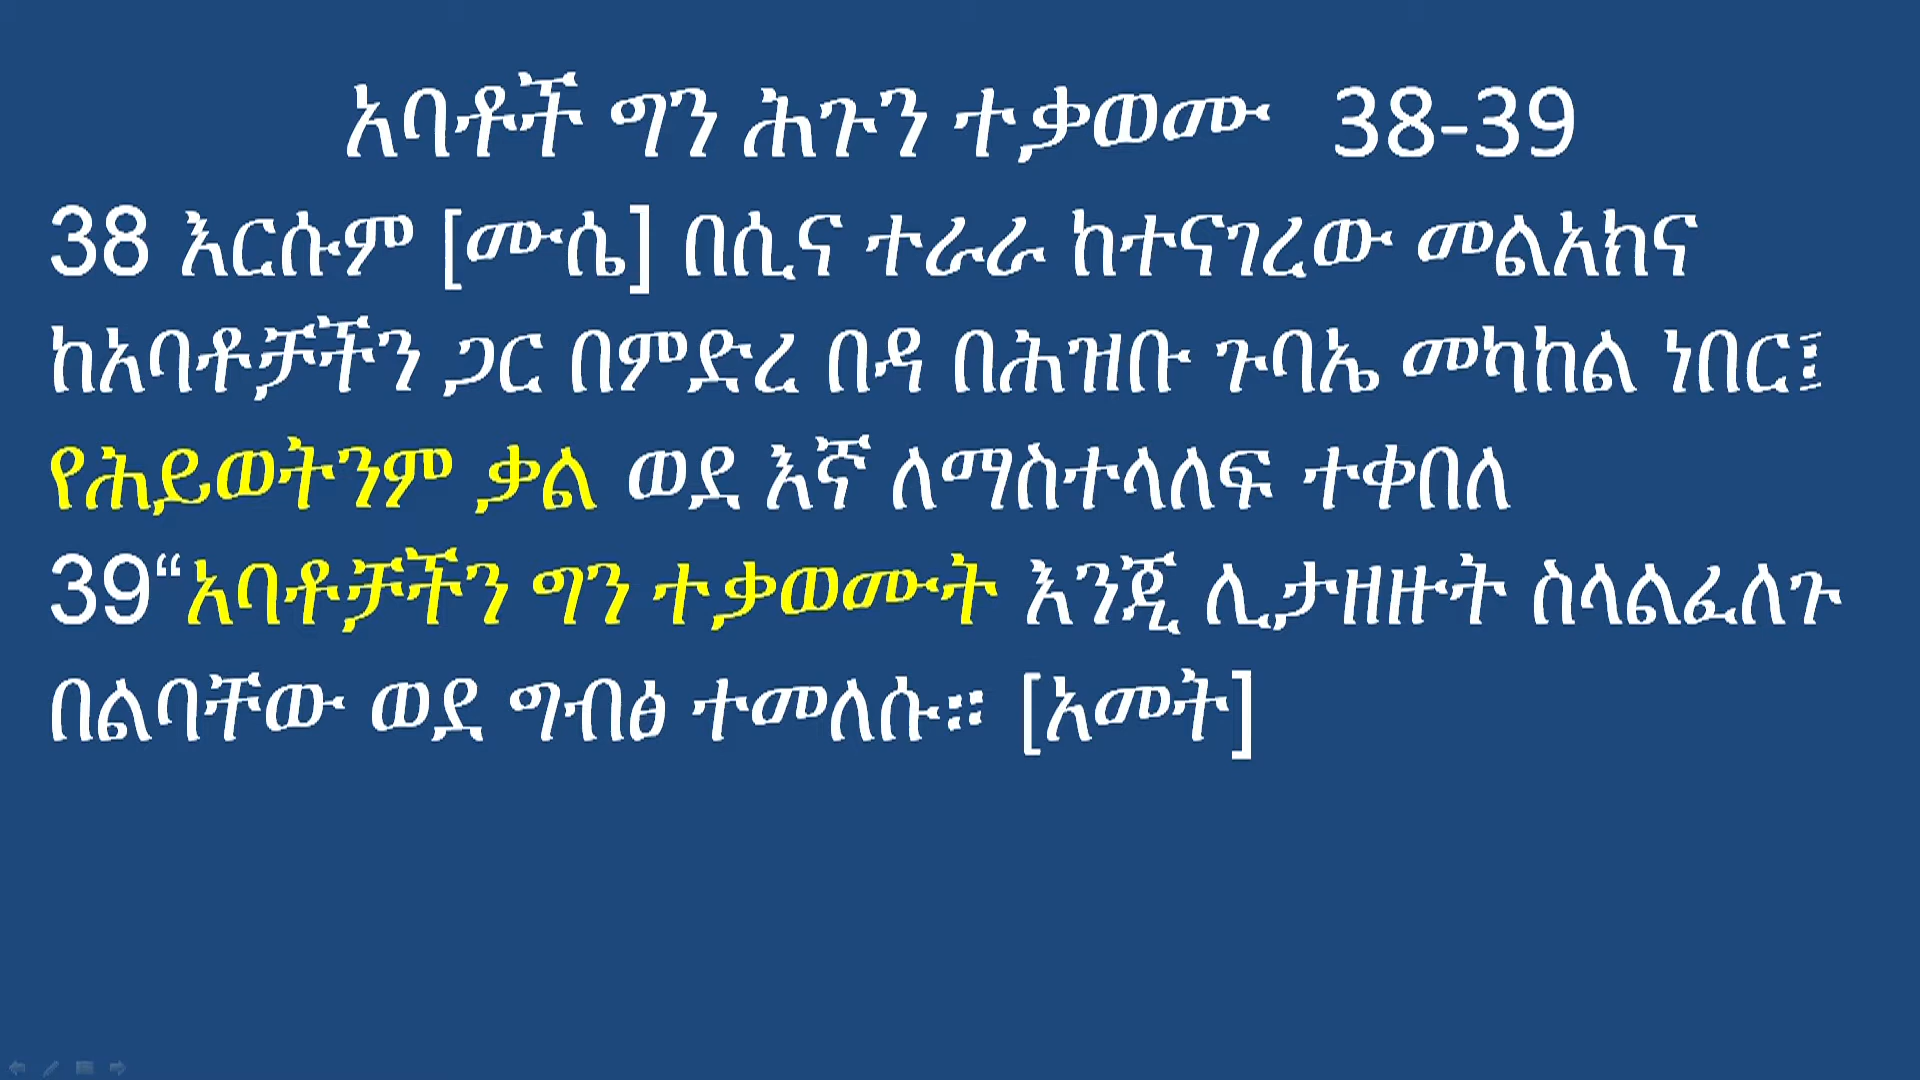 አባቶች ግን ሕጉን ተቃወሙ 38-39
38 እርሱም [ሙሴ] በሲና ተራራ ከተናገረው መልአክና
ከአባቶቻችን ጋር በምድረ በዳ በሕዝቡ ጉባኤ መካከል ነበር፤
የሕይወትንም ቃል ወደ እኛ ለማስተላለፍ ተቀበለ
39“አባቶቻችን ግን ተቃወሙት እንጂ ሊታዘዙት ስላልፈለጉ
በልባቸው ወደ ግብፅ ተመለሱ። [አመት]